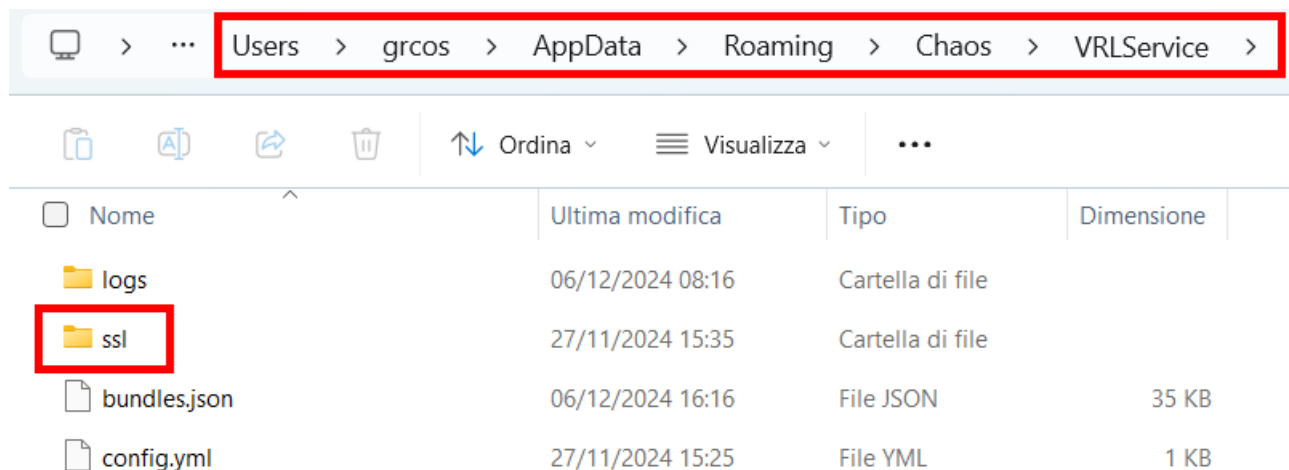 > ... Users > grcos > AppData > Roaming > Chaos > VRLService >
Ordina Visualizza ...
Nome Ultima modifica Tipo Dimensione
logs 06/12/2024 08:16 Cartella di file
ssl 27/11/2024 15:35 Cartella di file
bundles.json 06/12/2024 16:16 File JSON 35 KB
config.yml 27/11/2024 15:25 File YML 1 KB